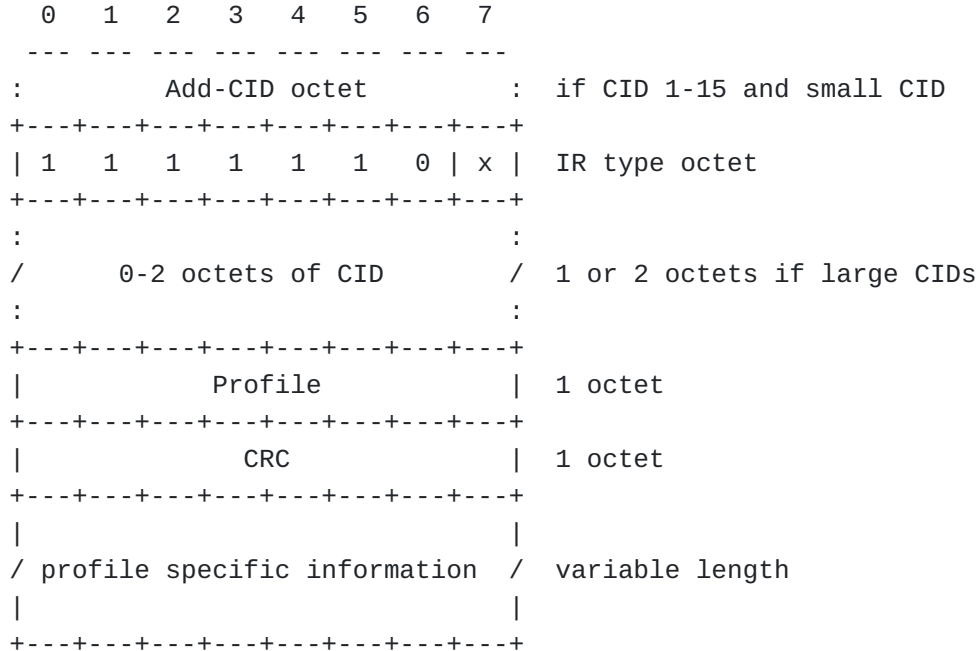 0   1   2   3   4   5   6   7
 --- --- --- --- --- --- --- ---
:         Add-CID octet         :  if CID 1-15 and small CID
+---+---+---+---+---+---+---+---+
| 1   1   1   1   1   1   0 | x |  IR type octet
+---+---+---+---+---+---+---+---+
:                               :
/      0-2 octets of CID        /  1 or 2 octets if large CIDs
:                               :
+---+---+---+---+---+---+---+---+
|            Profile            |  1 octet
+---+---+---+---+---+---+---+---+
|              CRC              |  1 octet
+---+---+---+---+---+---+---+---+
|                               |
/ profile specific information  /  variable length
|                               |
+---+---+---+---+---+---+---+---+